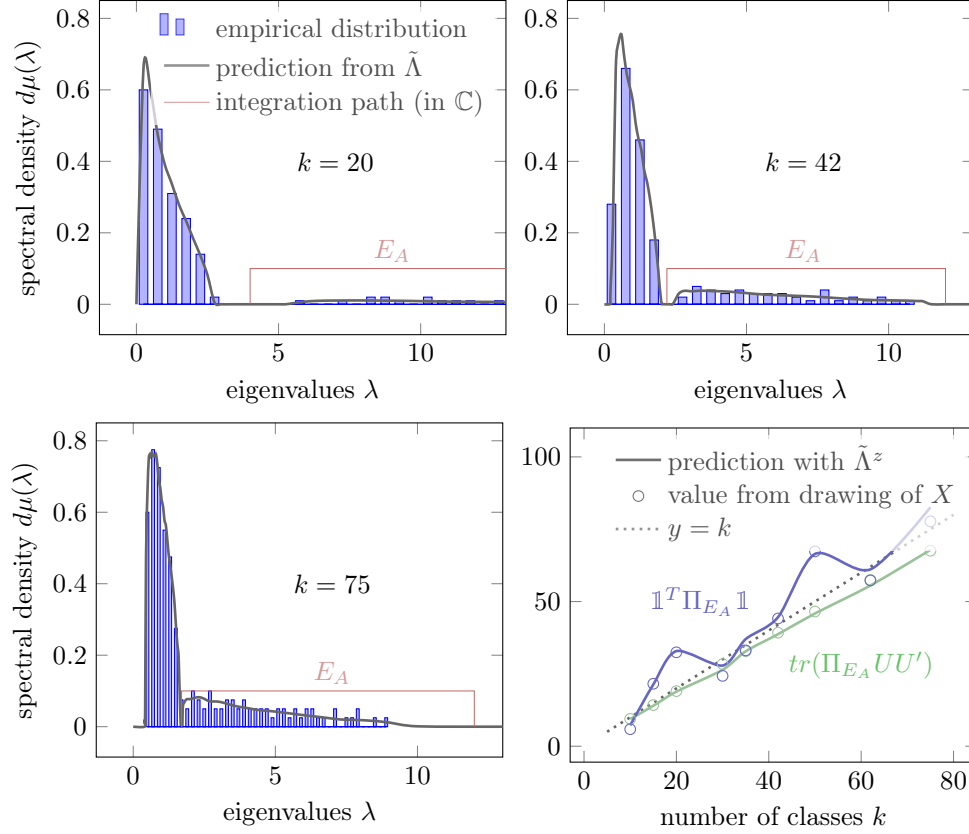 0.8
0.6
0.4
0.2
0
spectral density dμ(λ)
empirical distribution
prediction from Λ̃
integration path (in ℂ)
k = 20
E_A
0
5
10
eigenvalues λ
0.8
0.6
0.4
0.2
0
k = 42
E_A
0
5
10
eigenvalues λ
0.8
0.6
0.4
0.2
0
spectral density dμ(λ)
k = 75
E_A
0
5
10
eigenvalues λ
100
50
0
prediction with Λ̃^z
value from drawing of X
y = k
𝟙^T Π_{E_A} 𝟙
tr(Π_{E_A} UU′)
0
20
40
60
80
number of classes k